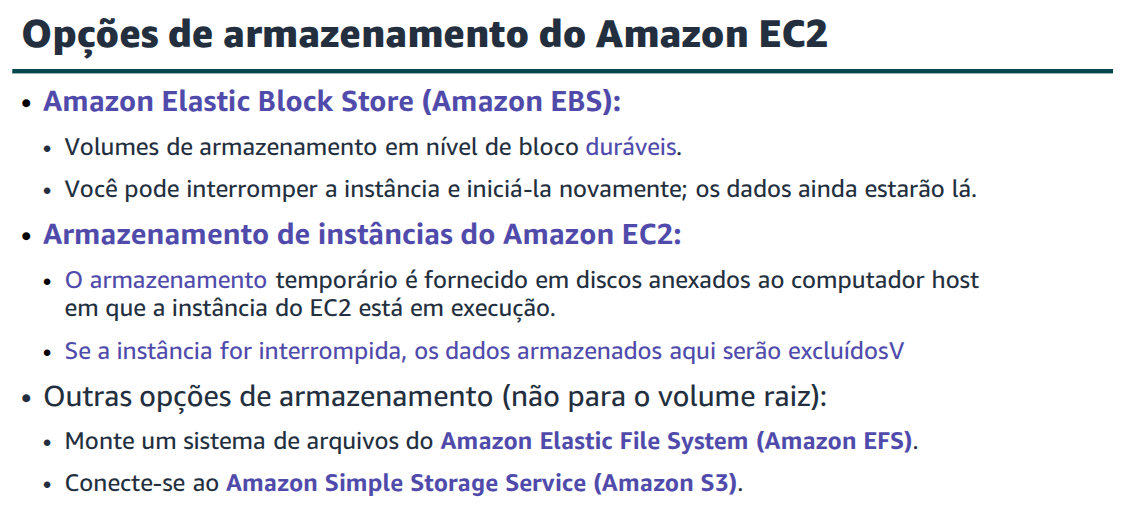 Opções de armazenamento do Amazon EC2
• Amazon Elastic Block Store (Amazon EBS):
• Volumes de armazenamento em nível de bloco duráveis.
• Você pode interromper a instância e iniciá-la novamente; os dados ainda estarão lá.
• Armazenamento de instâncias do Amazon EC2:
• O armazenamento temporário é fornecido em discos anexados ao computador host
em que a instância do EC2 está em execução.
• Se a instância for interrompida, os dados armazenados aqui serão excluídosV
• Outras opções de armazenamento (não para o volume raiz):
• Monte um sistema de arquivos do Amazon Elastic File System (Amazon EFS).
• Conecte-se ao Amazon Simple Storage Service (Amazon S3).